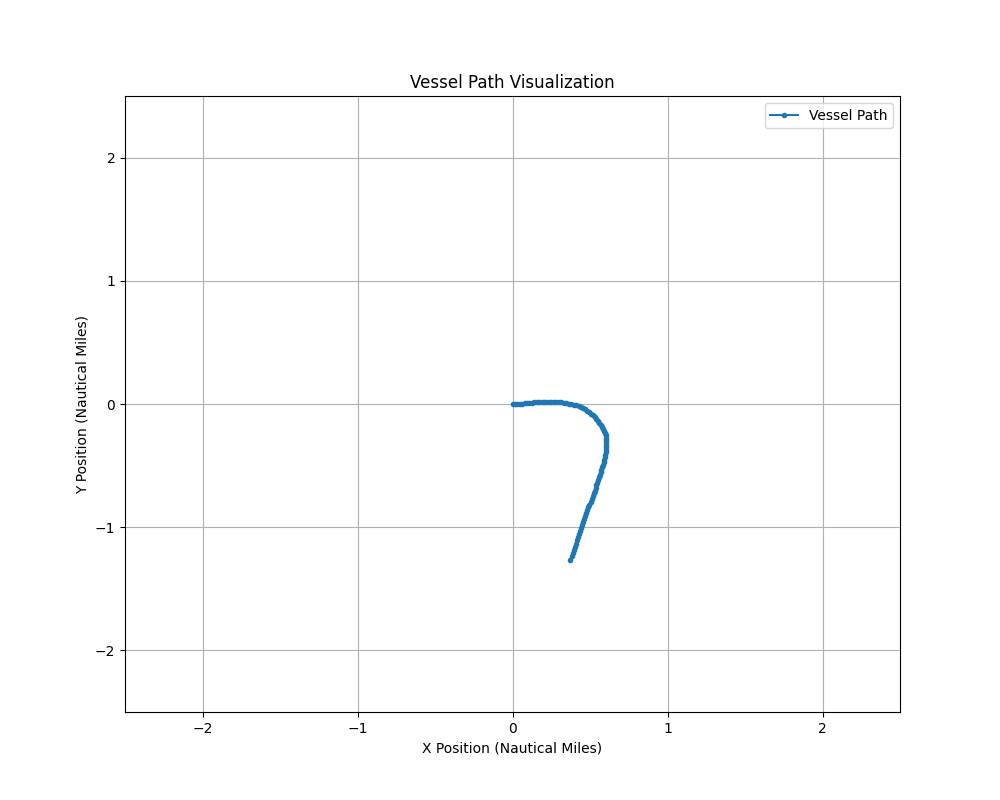 Vessel Path Visualization
Vessel Path
2
1
0
−1
−2
Y Position (Nautical Miles)
−2
−1
0
1
2
X Position (Nautical Miles)